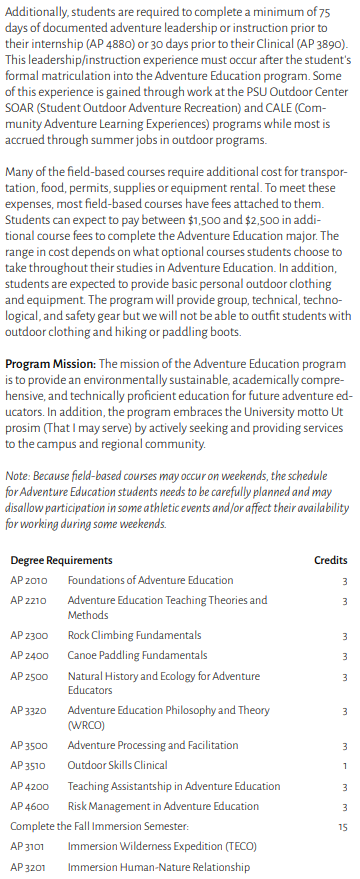 Additionally, students are required to complete a minimum of 75
days of documented adventure leadership or instruction prior to
their internship (AP 4880) or 30 days prior to their Clinical (AP 3890).
This leadership/instruction experience must occur after the student's
formal matriculation into the Adventure Education program. Some
of this experience is gained through work at the PSU Outdoor Center
SOAR (Student Outdoor Adventure Recreation) and CALE (Com-
munity Adventure Learning Experiences) programs while most is
accrued through summer jobs in outdoor programs.
Many of the field-based courses require additional cost for transpor-
tation, food, permits, supplies or equipment rental. To meet these
expenses, most field-based courses have fees attached to them.
Students can expect to pay between $1,500 and $2,500 in addi-
tional course fees to complete the Adventure Education major. The
range in cost depends on what optional courses students choose to
take throughout their studies in Adventure Education. In addition,
students are expected to provide basic personal outdoor clothing
and equipment. The program will provide group, technical, techno-
logical, and safety gear but we will not be able to outfit students with
outdoor clothing and hiking or paddling boots.
Program Mission: The mission of the Adventure Education program
is to provide an environmentally sustainable, academically compre-
hensive, and technically proficient education for future adventure ed-
ucators. In addition, the program embraces the University motto Ut
prosim (That I may serve) by actively seeking and providing services
to the campus and regional community.
Note: Because field-based courses may occur on weekends, the schedule
for Adventure Education students needs to be carefully planned and may
disallow participation in some athletic events and/or affect their availability
for working during some weekends.
Degree Requirements Credits
AP 2010 Foundations of Adventure Education 3
AP 2210 Adventure Education Teaching Theories and 3
Methods
AP 2300 Rock Climbing Fundamentals 3
AP 2400 Canoe Paddling Fundamentals 3
AP 2500 Natural History and Ecology for Adventure 3
Educators
AP 3320 Adventure Education Philosophy and Theory 3
(WRCO)
AP 3500 Adventure Processing and Facilitation 3
AP 3510 Outdoor Skills Clinical 1
AP 4200 Teaching Assistantship in Adventure Education 3
AP 4600 Risk Management in Adventure Education 3
Complete the Fall Immersion Semester: 15
AP 3101 Immersion Wilderness Expedition (TECO)
AP 3201 Immersion Human-Nature Relationship